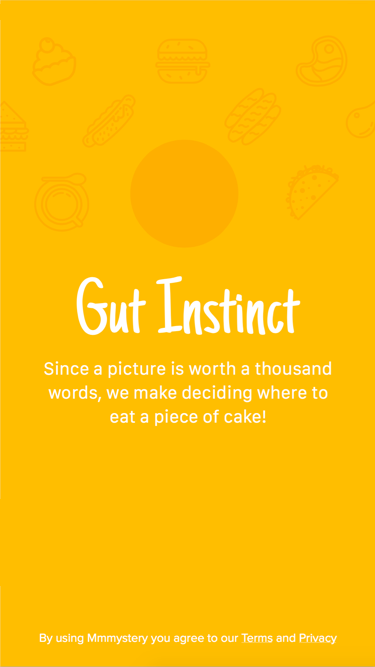 Gut Instinct
Since a picture is worth a thousand
words, we make deciding where to
eat a piece of cake!
By using Mmmystery you agree to our Terms and Privacy